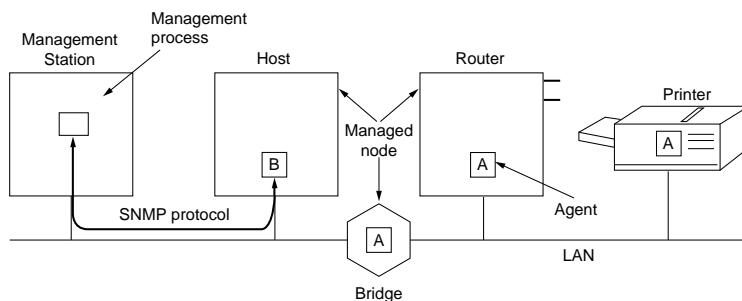 Management
process
Management
Station
Host
Router
Printer
Managed
node
B
A
A
A
SNMP protocol
Agent
LAN
Bridge